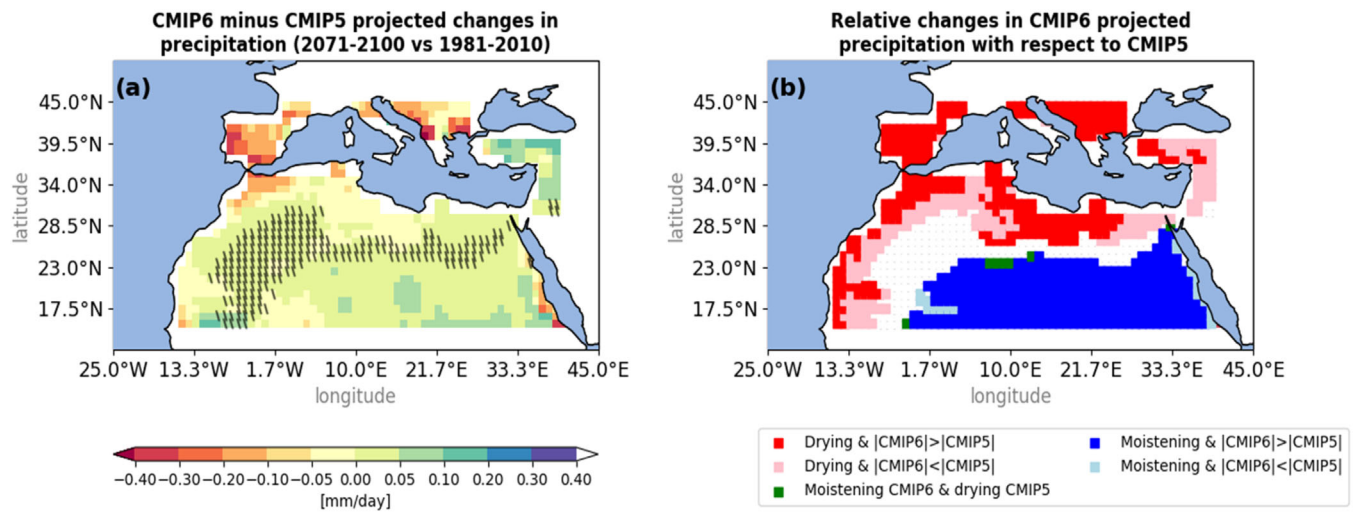 CMIP6 minus CMIP5 projected changes in
precipitation (2071-2100 vs 1981-2010)
(a)
45.0°N
39.5°N
34.0°N
28.5°N
23.0°N
17.5°N
latitude
25.0°W 13.3°W 1.7°W 10.0°E 21.7°E 33.3°E 45.0°E
longitude
−0.40 −0.30 −0.20 −0.10 −0.05 0.00 0.05 0.10 0.20 0.30 0.40
[mm/day]
Relative changes in CMIP6 projected
precipitation with respect to CMIP5
(b)
45.0°N
39.5°N
34.0°N
28.5°N
23.0°N
17.5°N
latitude
25.0°W 13.3°W 1.7°W 10.0°E 21.7°E 33.3°E 45.0°E
longitude
Drying & |CMIP6|>|CMIP5|
Drying & |CMIP6|<|CMIP5|
Moistening CMIP6 & drying CMIP5
Moistening & |CMIP6|>|CMIP5|
Moistening & |CMIP6|<|CMIP5|